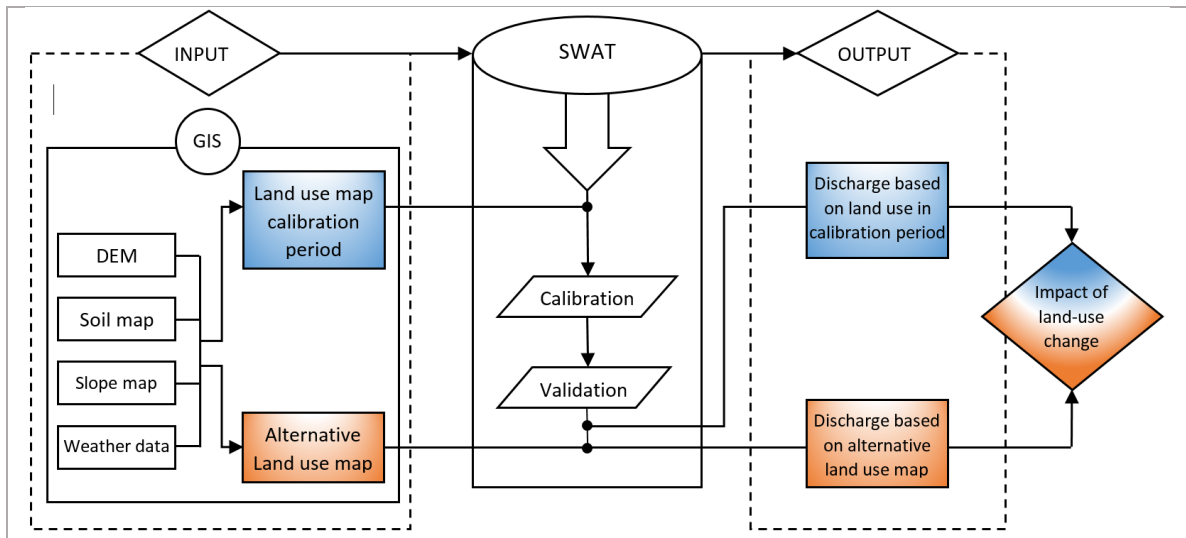 INPUT
SWAT
OUTPUT
GIS
Land use map
calibration
period
DEM
Soil map
Slope map
Weather data
Alternative
Land use map
Calibration
Validation
Discharge based
on land use in
calibration period
Discharge based
on alternative
land use map
Impact of
land-use
change